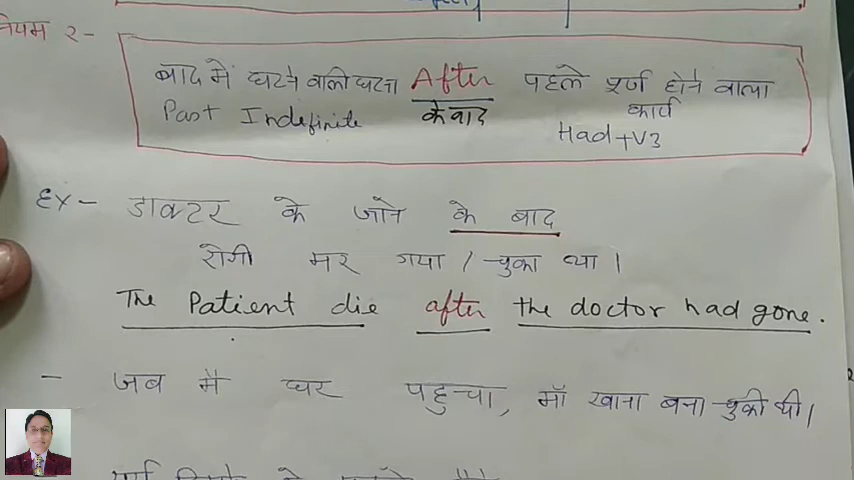 नियम २-
बाद में घटने वाली घटना After पहले पूर्ण होने वाला
Past Indefinite के बाद कार्य
Had+V3
Ex- डाक्टर के जाने के बाद
रोगी मर गया / चुका था।
The Patient die after the doctor had gone.
- जब मै घर पहुचा, माँ खाना बना चुकी थी।